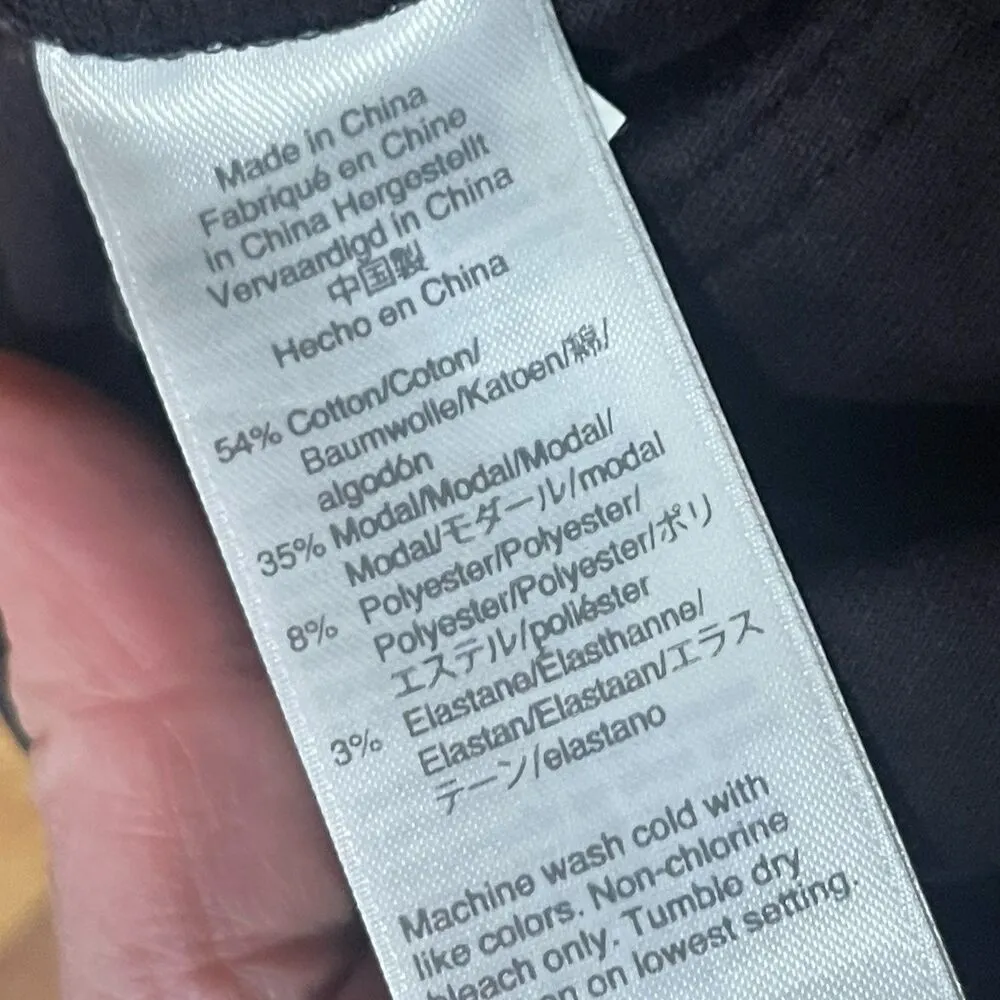 Made in China
Fabriqué en Chine
in China Hergestellt
Vervaardigd in China
中国製
Hecho en China
54% Cotton/Coton/
Baumwolle/Katoen/綿/
algodón
35% Modal/Modal/Modal/
Modal/モダール/modal
8% Polyester/Polyester/
Polyester/Polyester/ポリ
エステル/poliéster
3% Elastane/Élasthanne/
Elastan/Elastaan/エラス
テーン/elastano
Machine wash cold with
like colors. Non-chlorine
bleach only. Tumble dry
on lowest setting.